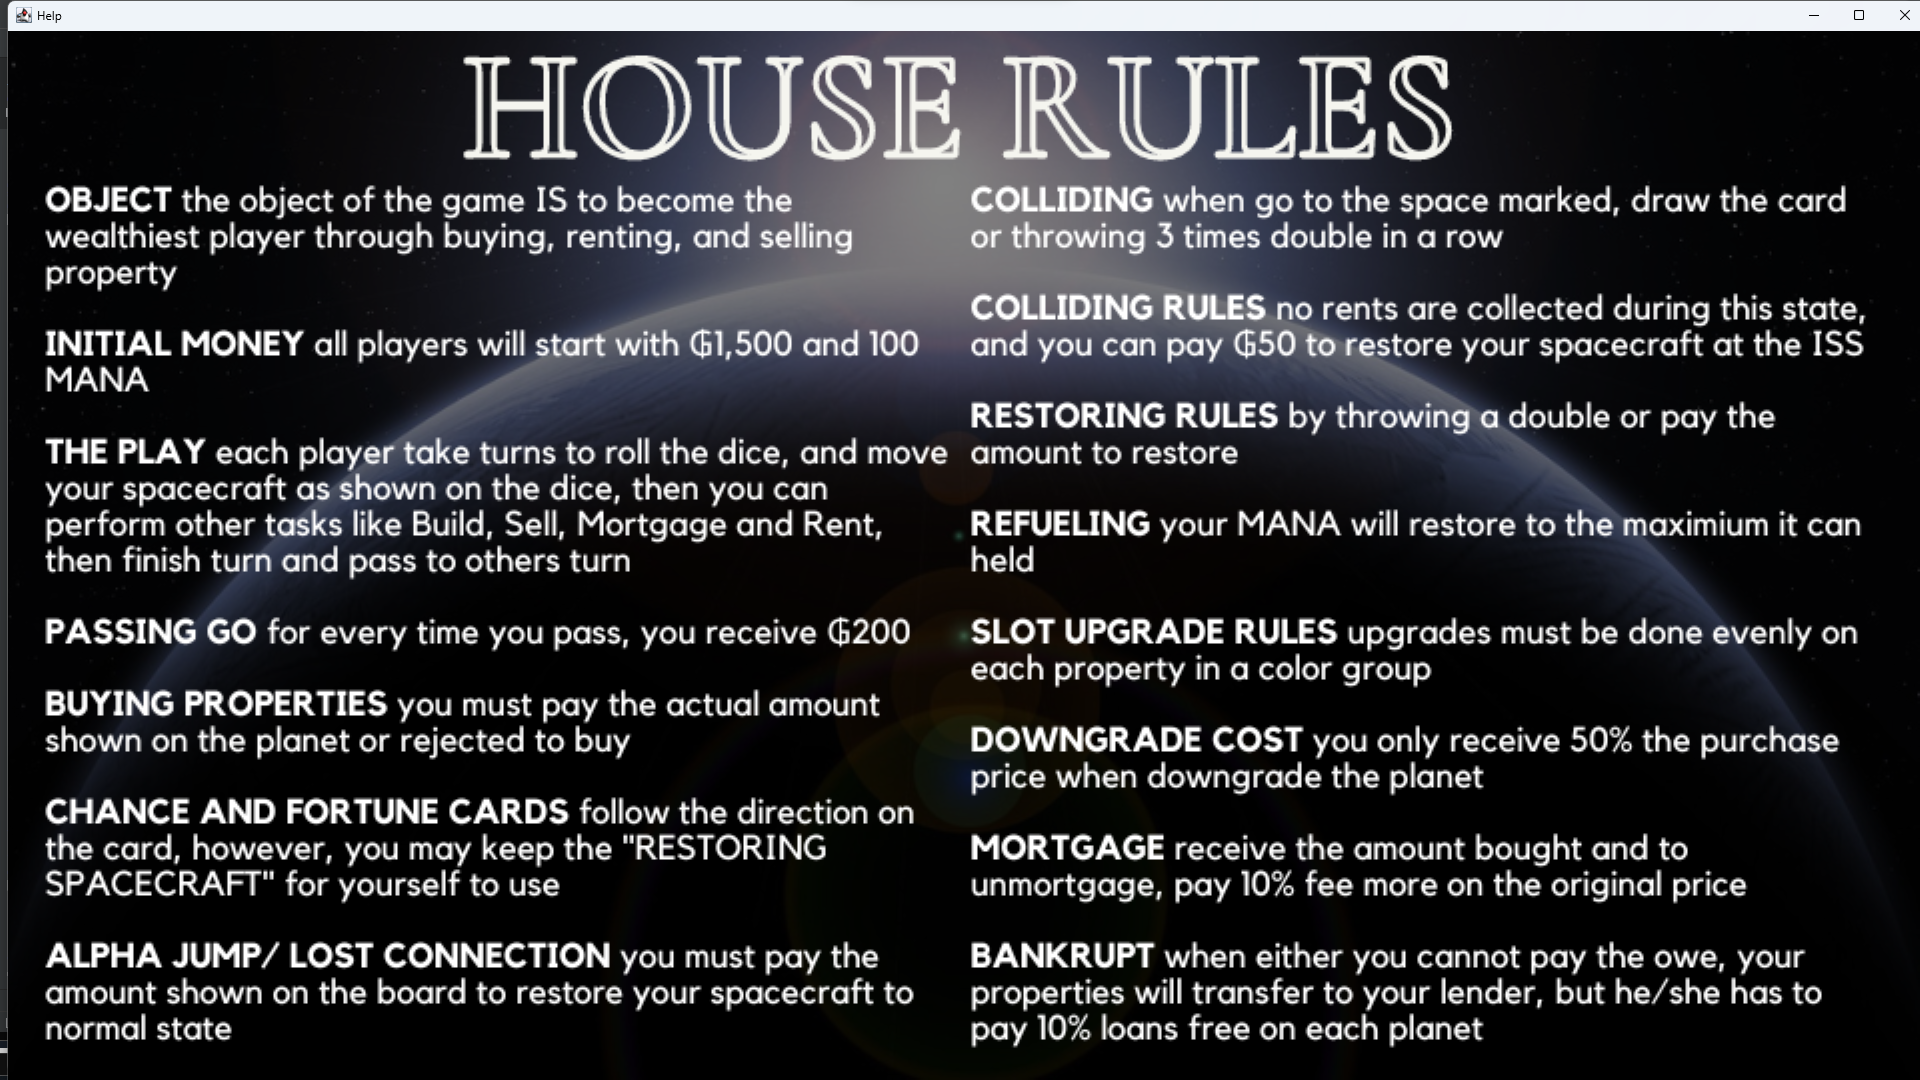 Help
HOUSE RULES
OBJECT the object of the game IS to become the
wealthiest player through buying, renting, and selling
property
INITIAL MONEY all players will start with ₲1,500 and 100
MANA
THE PLAY each player take turns to roll the dice, and move
your spacecraft as shown on the dice, then you can
perform other tasks like Build, Sell, Mortgage and Rent,
then finish turn and pass to others turn
PASSING GO for every time you pass, you receive ₲200
BUYING PROPERTIES you must pay the actual amount
shown on the planet or rejected to buy
CHANCE AND FORTUNE CARDS follow the direction on
the card, however, you may keep the "RESTORING
SPACECRAFT" for yourself to use
ALPHA JUMP/ LOST CONNECTION you must pay the
amount shown on the board to restore your spacecraft to
normal state
COLLIDING when go to the space marked, draw the card
or throwing 3 times double in a row
COLLIDING RULES no rents are collected during this state,
and you can pay ₲50 to restore your spacecraft at the ISS
RESTORING RULES by throwing a double or pay the
amount to restore
REFUELING your MANA will restore to the maximium it can
held
SLOT UPGRADE RULES upgrades must be done evenly on
each property in a color group
DOWNGRADE COST you only receive 50% the purchase
price when downgrade the planet
MORTGAGE receive the amount bought and to
unmortgage, pay 10% fee more on the original price
BANKRUPT when either you cannot pay the owe, your
properties will transfer to your lender, but he/she has to
pay 10% loans free on each planet